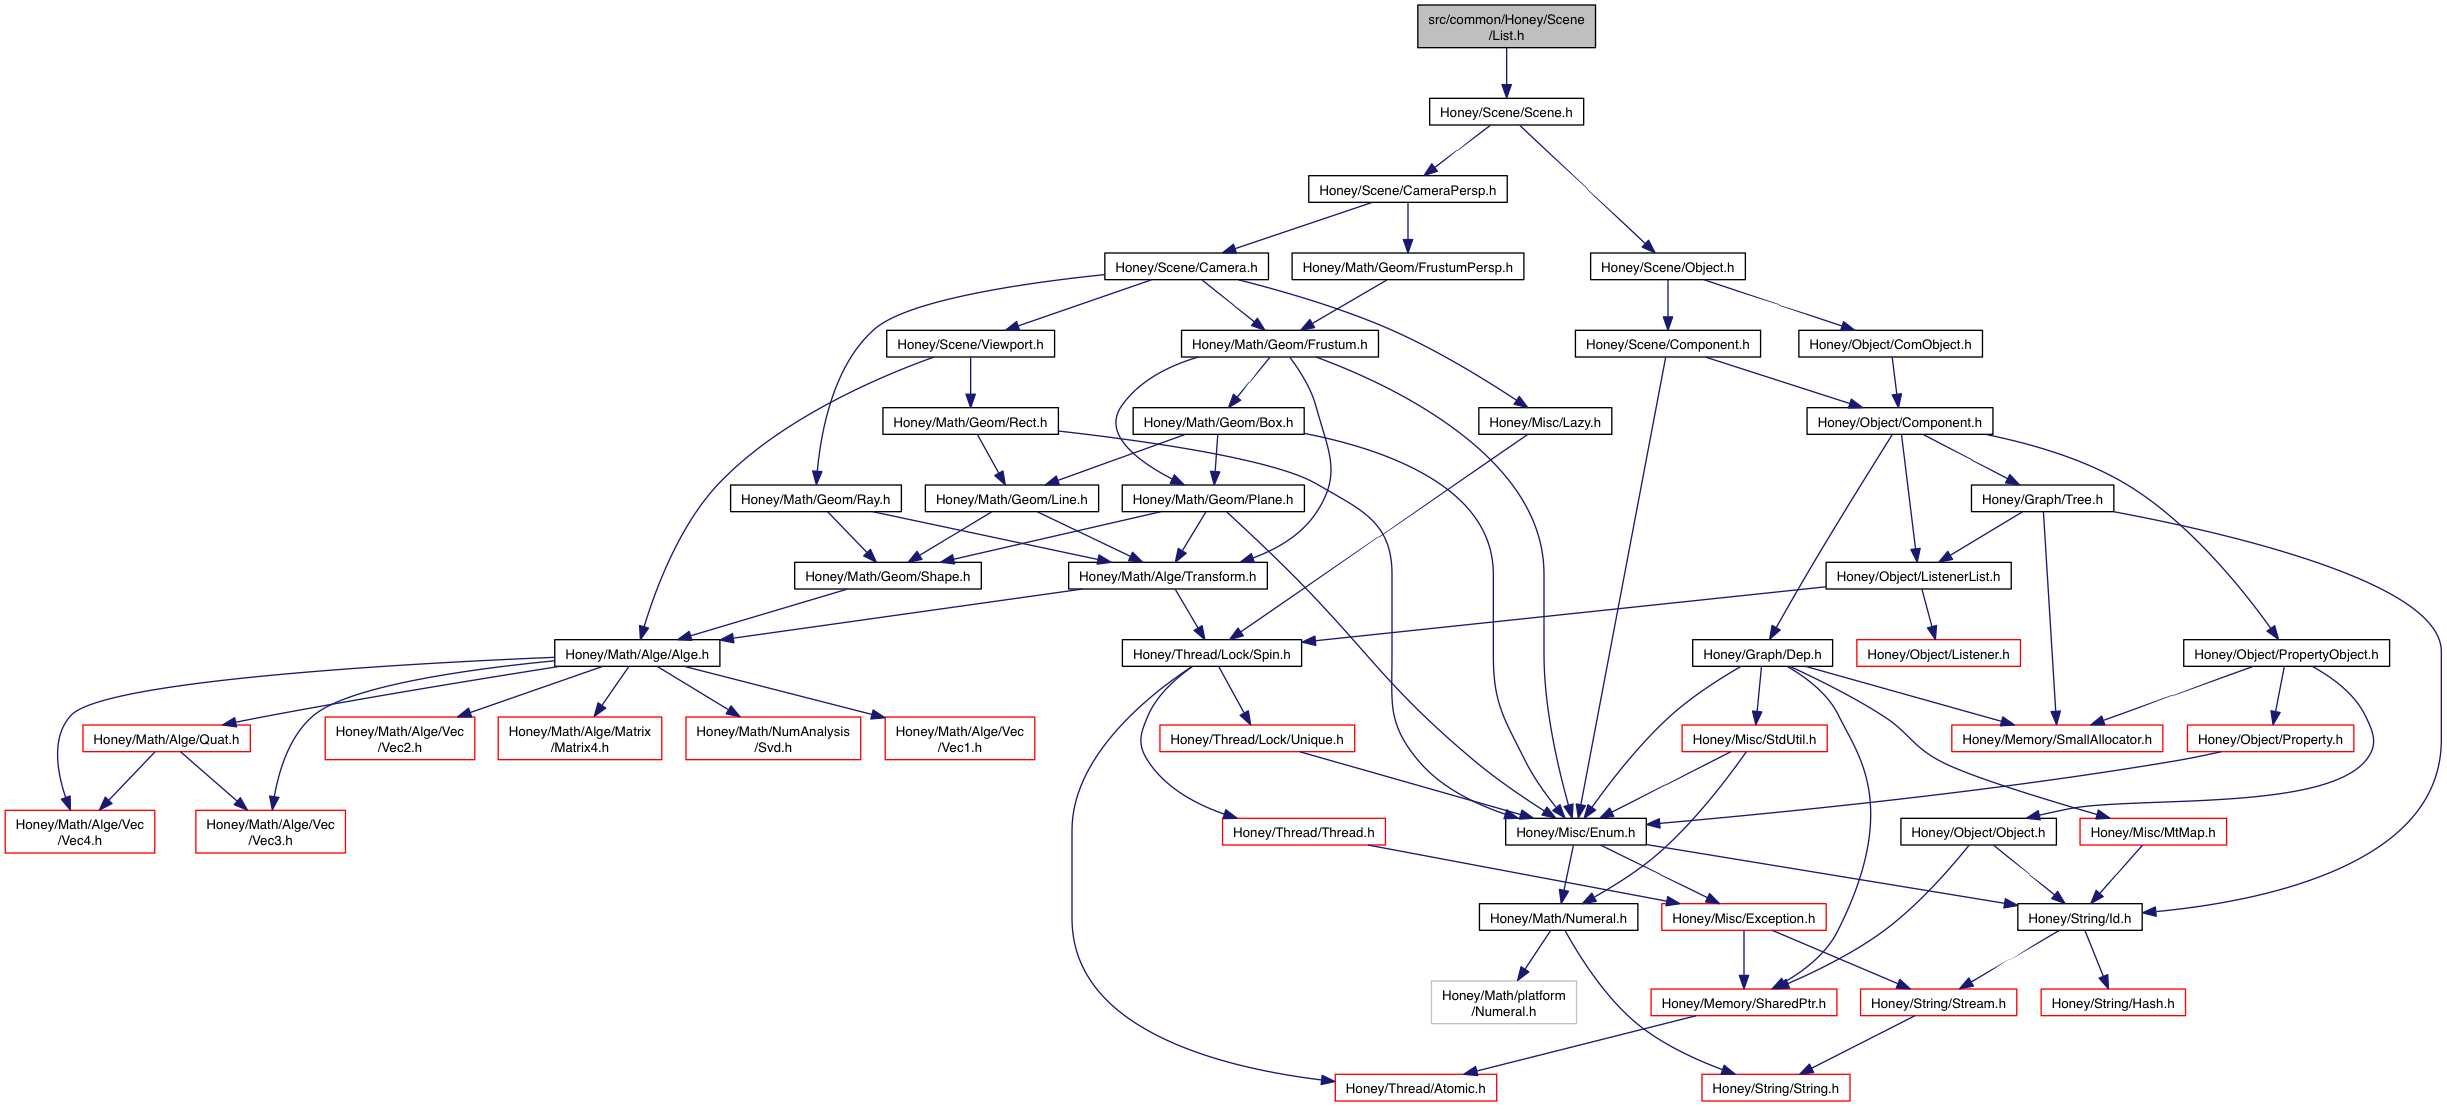 src/common/Honey/Scene
/List.h
Honey/Scene/Scene.h
Honey/Scene/CameraPersp.h
Honey/Scene/Camera.h
Honey/Math/Geom/FrustumPersp.h
Honey/Scene/Object.h
Honey/Scene/Viewport.h
Honey/Math/Geom/Frustum.h
Honey/Scene/Component.h
Honey/Object/ComObject.h
Honey/Math/Geom/Rect.h
Honey/Math/Geom/Box.h
Honey/Misc/Lazy.h
Honey/Object/Component.h
Honey/Math/Geom/Ray.h
Honey/Math/Geom/Line.h
Honey/Math/Geom/Plane.h
Honey/Graph/Tree.h
Honey/Math/Geom/Shape.h
Honey/Math/Alge/Transform.h
Honey/Object/ListenerList.h
Honey/Math/Alge/Alge.h
Honey/Thread/Lock/Spin.h
Honey/Graph/Dep.h
Honey/Object/Listener.h
Honey/Object/PropertyObject.h
Honey/Math/Alge/Quat.h
Honey/Math/Alge/Vec
/Vec2.h
Honey/Math/Alge/Matrix
/Matrix4.h
Honey/Math/NumAnalysis
/Svd.h
Honey/Math/Alge/Vec
/Vec1.h
Honey/Thread/Lock/Unique.h
Honey/Misc/StdUtil.h
Honey/Memory/SmallAllocator.h
Honey/Object/Property.h
Honey/Math/Alge/Vec
/Vec4.h
Honey/Math/Alge/Vec
/Vec3.h
Honey/Thread/Thread.h
Honey/Misc/Enum.h
Honey/Object/Object.h
Honey/Misc/MtMap.h
Honey/Math/Numeral.h
Honey/Misc/Exception.h
Honey/String/Id.h
Honey/Math/platform
/Numeral.h
Honey/Memory/SharedPtr.h
Honey/String/Stream.h
Honey/String/Hash.h
Honey/Thread/Atomic.h
Honey/String/String.h